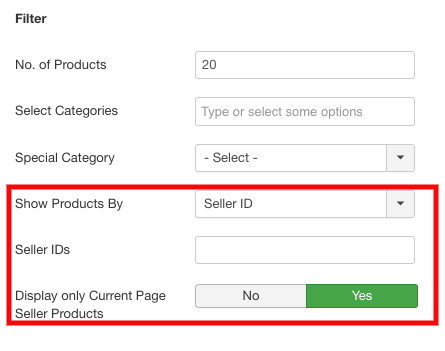 Filter
No. of Products 20
Select Categories Type or select some options
Special Category - Select -
Show Products By Seller ID
Seller IDs
Display only Current Page No Yes
Seller Products